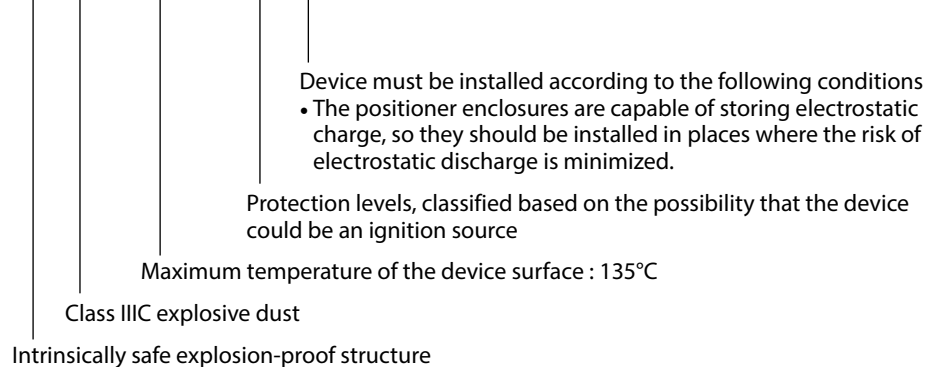 Device must be installed according to the following conditions
• The positioner enclosures are capable of storing electrostatic
charge, so they should be installed in places where the risk of
electrostatic discharge is minimized.
Protection levels, classified based on the possibility that the device
could be an ignition source
Maximum temperature of the device surface : 135°C
Class IIIC explosive dust
Intrinsically safe explosion-proof structure